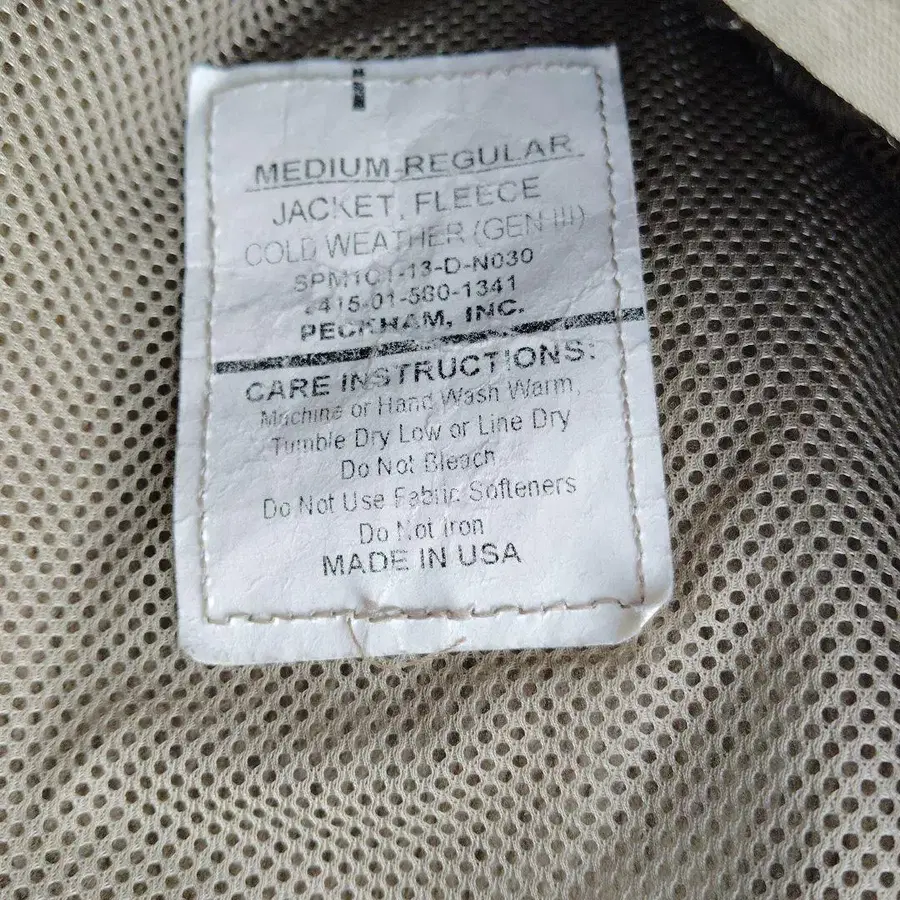 MEDIUM-REGULAR
JACKET, FLEECE
COLD WEATHER (GEN III)
SPM1C1-13-D-N030
415-01-580-1341
PECKHAM, INC.
CARE INSTRUCTIONS:
Machine or Hand Wash Warm,
Tumble Dry Low or Line Dry
Do Not Bleach
Do Not Use Fabric Softeners
Do Not Iron
MADE IN USA